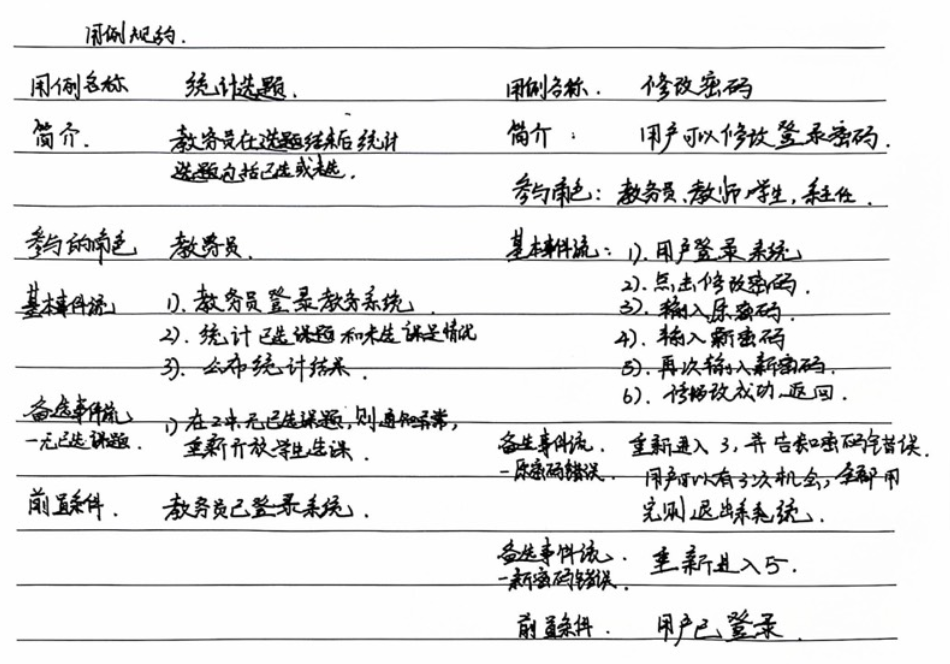 用例规约.
用例名称 统计选题.
简介. 教务员在选题结束后统计
选题包括已选或未选.
参与的角色 教务员.
基本事件流 1). 教务员登录教务系统
2). 统计已选课题和未选课题情况
3). 公布统计结果.
备选事件流 1) 在2中无已选课题,则通知异常,
-无已选课题. 重新开放学生选课
前置条件. 教务员已登录系统.
用例名称. 修改密码
简介: 用户可以修改登录密码.
参与角色: 教务员、教师,学生,系主任.
基本事件流: 1). 用户登录系统
2). 点击修改密码.
3). 输入原密码.
4). 输入新密码
5). 再次输入新密码.
6). 修改成功,返回.
备选事件流. 重新进入3,并告知密码错误.
-原密码错误. 用户可以有3次机会,全部用
完则退出系统.
备选事件流. 重新进入5.
-新密码错误.
前置条件. 用户已登录.